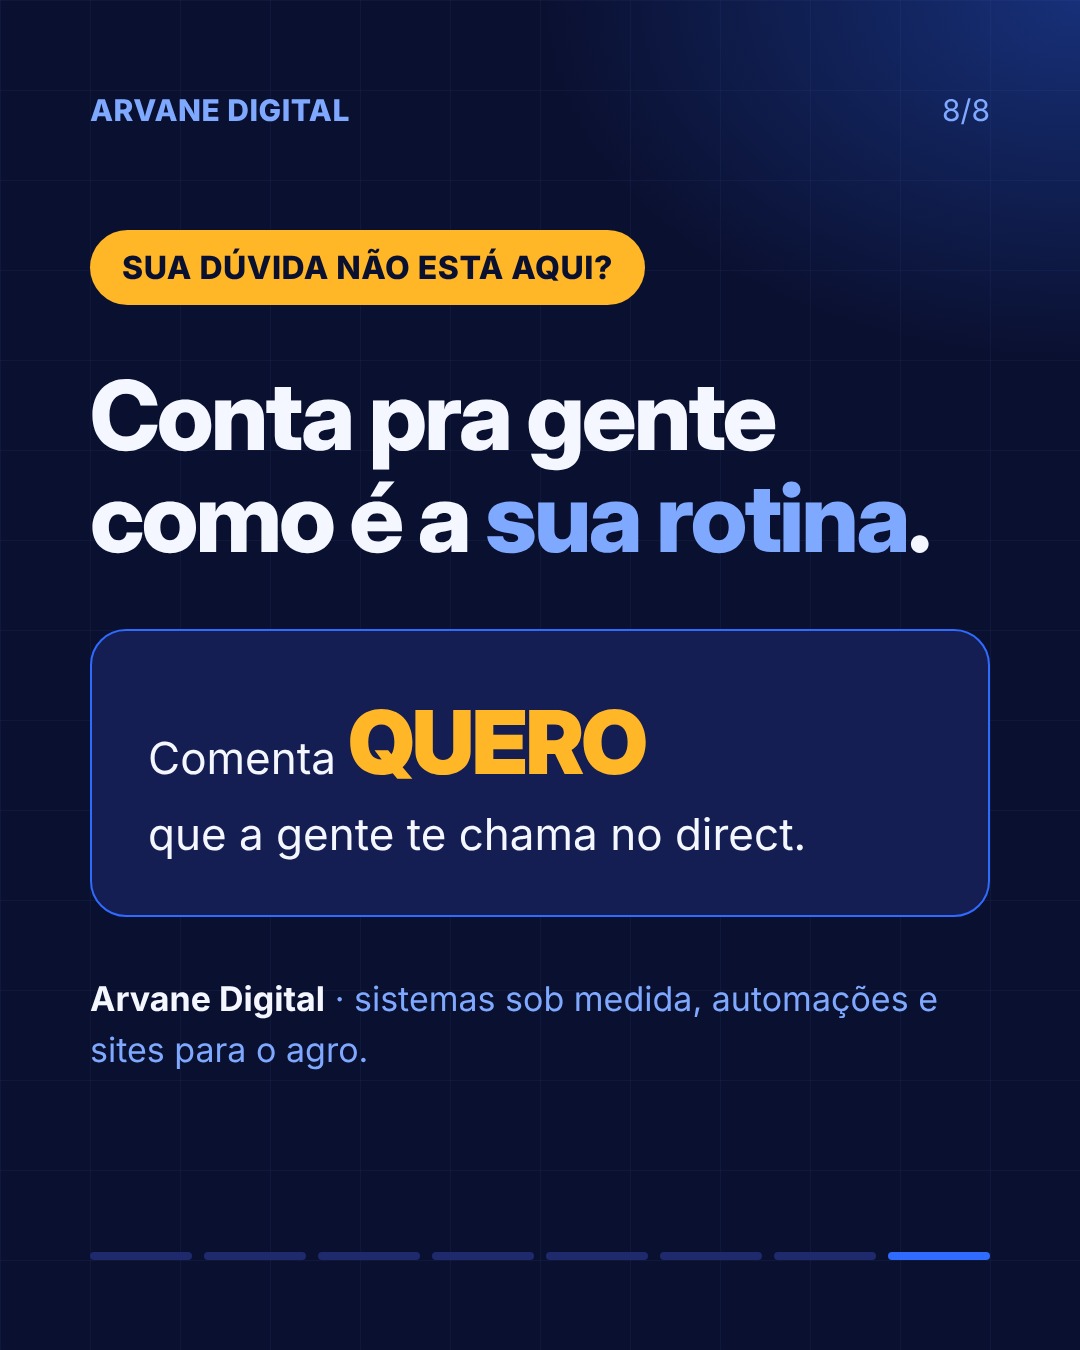 ARVANE DIGITAL
8/8
SUA DÚVIDA NÃO ESTÁ AQUI?
Conta pra gente
como é a sua rotina.
Comenta QUERO
que a gente te chama no direct.
Arvane Digital · sistemas sob medida, automações e
sites para o agro.